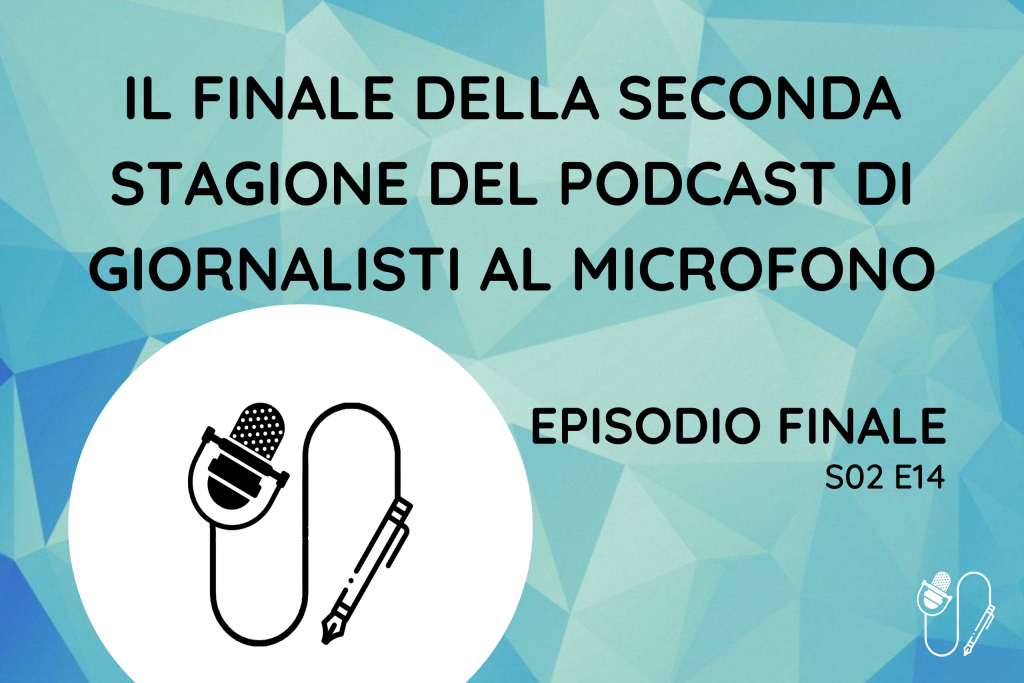 IL FINALE DELLA SECONDA
STAGIONE DEL PODCAST DI
GIORNALISTI AL MICROFONO
EPISODIO FINALE
S02 E14